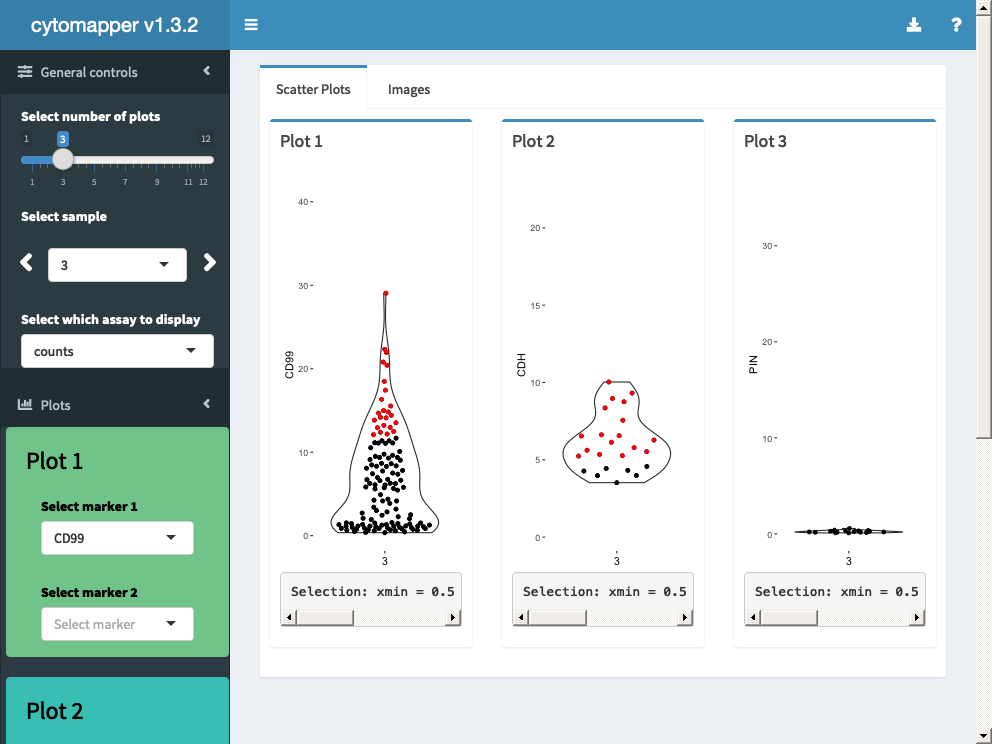 cytomapper v1.3.2
General controls
Select number of plots
1 3 12
1 3 5 7 9 11 12
Select sample
3
Select which assay to display
counts
Plots
Plot 1
Select marker 1
CD99
Select marker 2
Select marker
Plot 2
?
Scatter Plots Images
Plot 1
40
30
20
10
0
CD99
3
Selection: xmin = 0.5
Plot 2
20
15
10
5
0
CDH
3
Selection: xmin = 0.5
Plot 3
30
20
10
0
PIN
3
Selection: xmin = 0.5